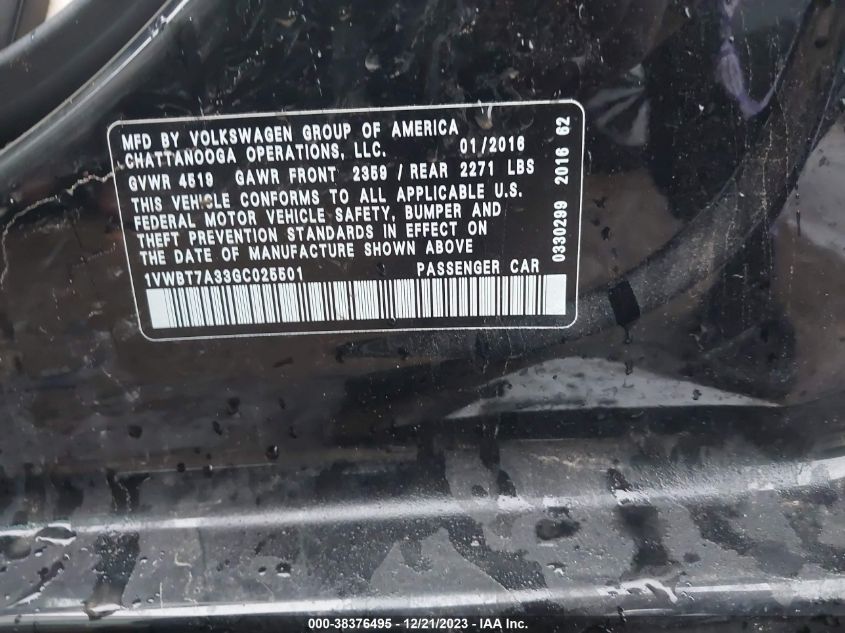 MFD BY VOLKSWAGEN GROUP OF AMERICA
CHATTANOOGA OPERATIONS, LLC. 01/2016
GVWR 4519 GAWR FRONT 2359 / REAR 2271 LBS
THIS VEHICLE CONFORMS TO ALL APPLICABLE U.S.
FEDERAL MOTOR VEHICLE SAFETY, BUMPER AND
THEFT PREVENTION STANDARDS IN EFFECT ON
THE DATE OF MANUFACTURE SHOWN ABOVE
1VWBT7A33GC025501 PASSENGER CAR
0330299 2016 62
000-38376495 - 12/21/2023 - IAA Inc.